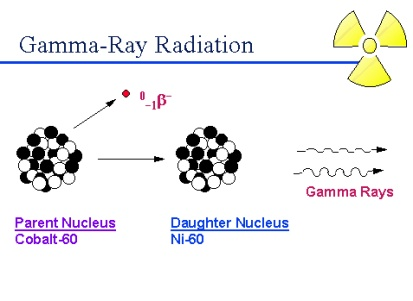 Gamma-Ray Radiation
⁰₋₁β⁻
Gamma Rays
Parent Nucleus
Cobalt-60
Daughter Nucleus
Ni-60